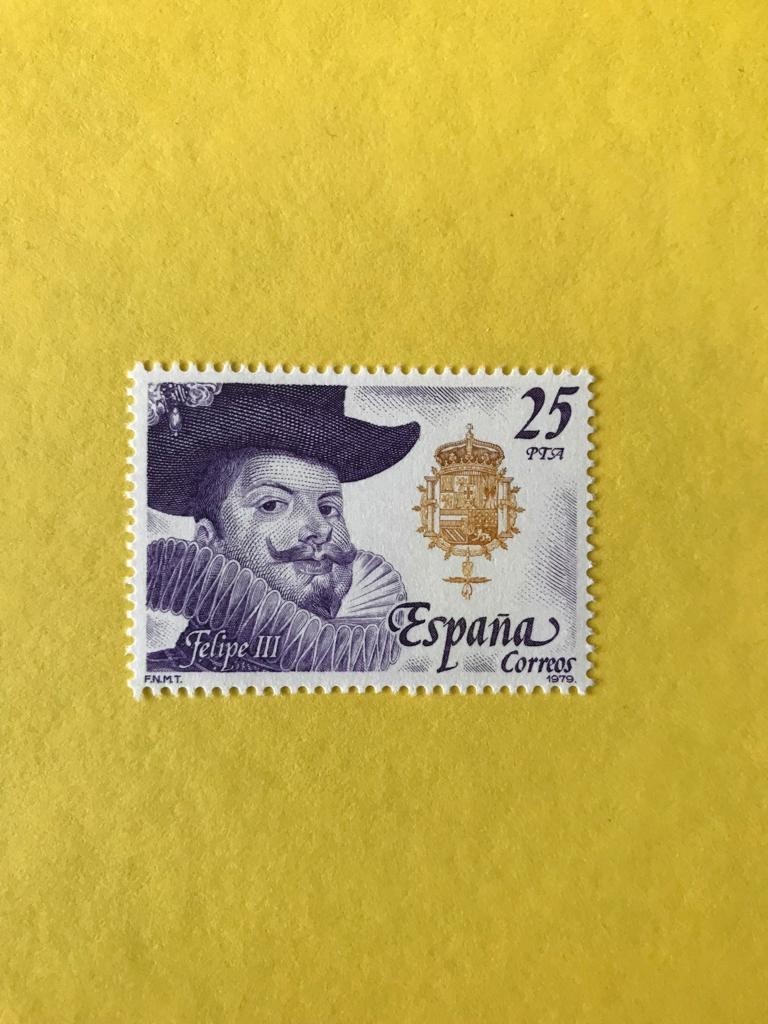 25
PTA
Felipe III
España
Correos
F.N.M.T.
1979.